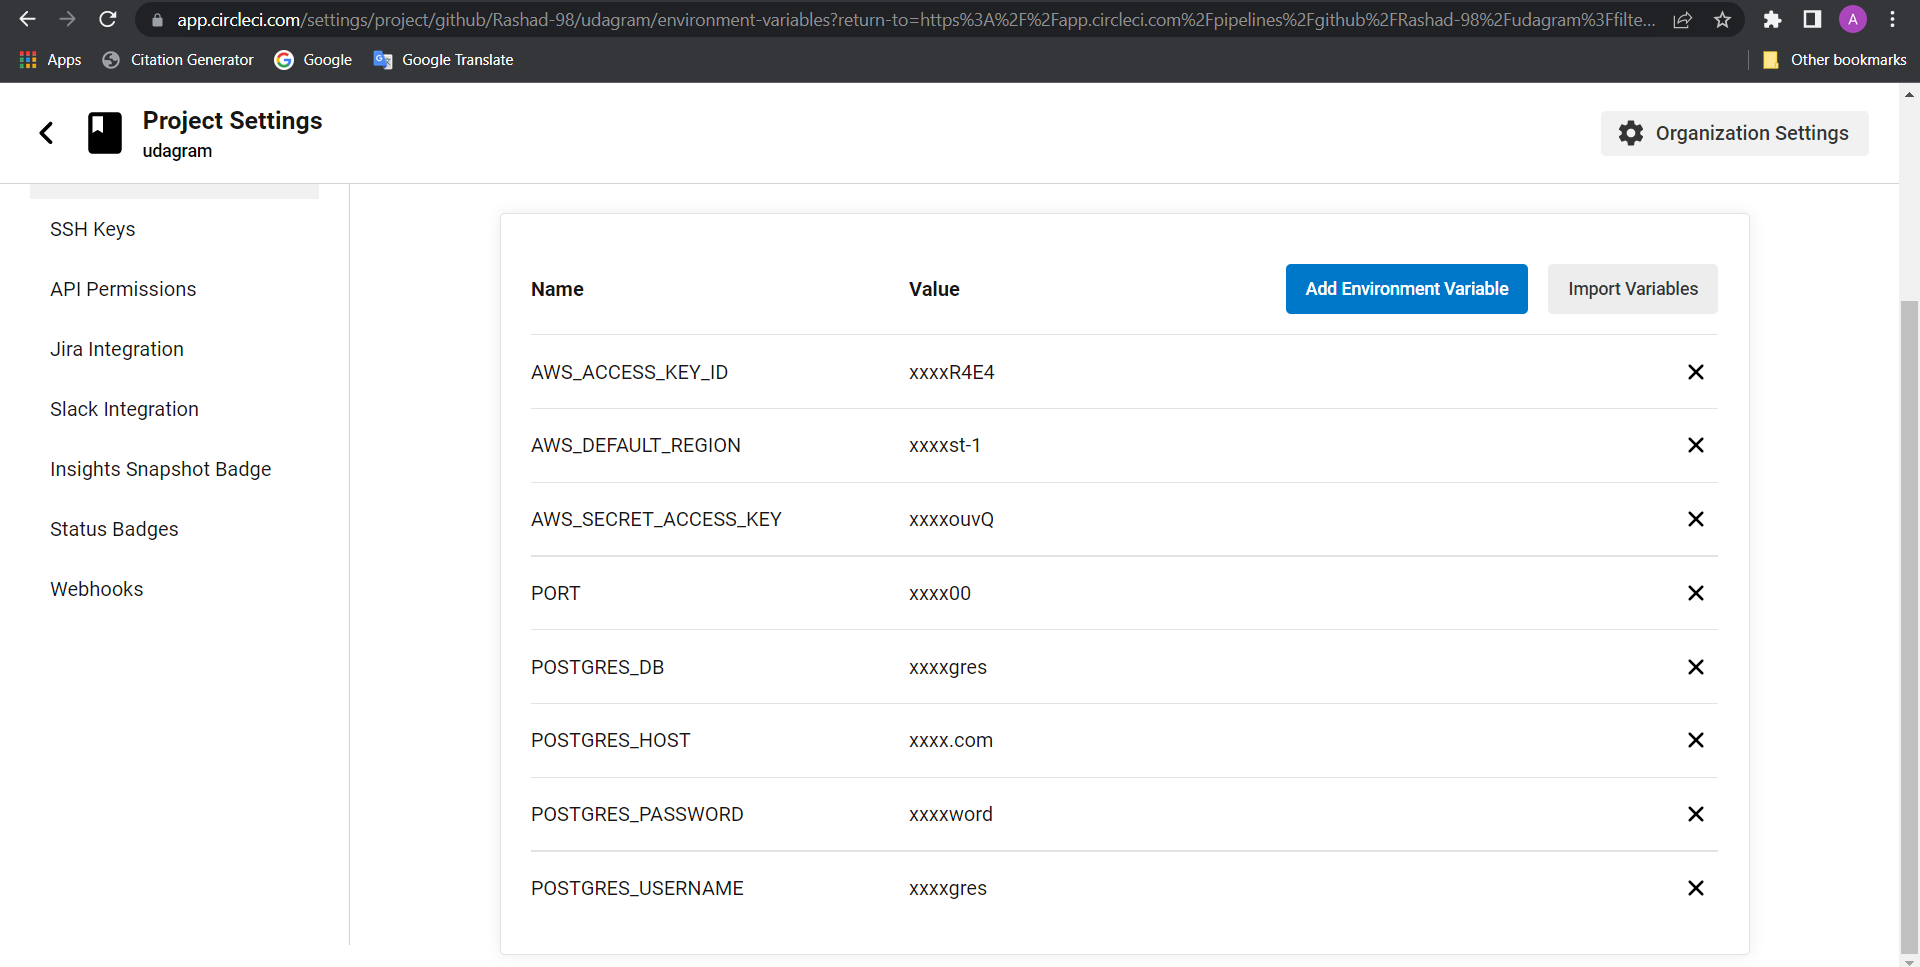 app.circleci.com/settings/project/github/Rashad-98/udagram/environment-variables?return-to=https%3A%2F%2Fapp.circleci.com%2Fpipelines%2Fgithub%2FRashad-98%2Fudagram%3Ffilte...
A
Apps Citation Generator Google Google Translate Other bookmarks
Project Settings
udagram
Organization Settings
SSH Keys
API Permissions
Jira Integration
Slack Integration
Insights Snapshot Badge
Status Badges
Webhooks
Name Value Add Environment Variable Import Variables
AWS_ACCESS_KEY_ID xxxxR4E4
AWS_DEFAULT_REGION xxxxst-1
AWS_SECRET_ACCESS_KEY xxxxouvQ
PORT xxxx00
POSTGRES_DB xxxxgres
POSTGRES_HOST xxxx.com
POSTGRES_PASSWORD xxxxword
POSTGRES_USERNAME xxxxgres